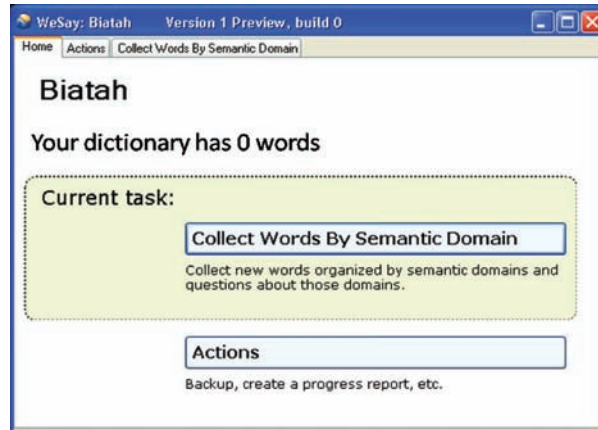 WeSay: Biatah Version 1 Preview, build 0
Home Actions Collect Words By Semantic Domain
Biatah
Your dictionary has 0 words
Current task:
Collect Words By Semantic Domain
Collect new words organized by semantic domains and
questions about those domains.
Actions
Backup, create a progress report, etc.